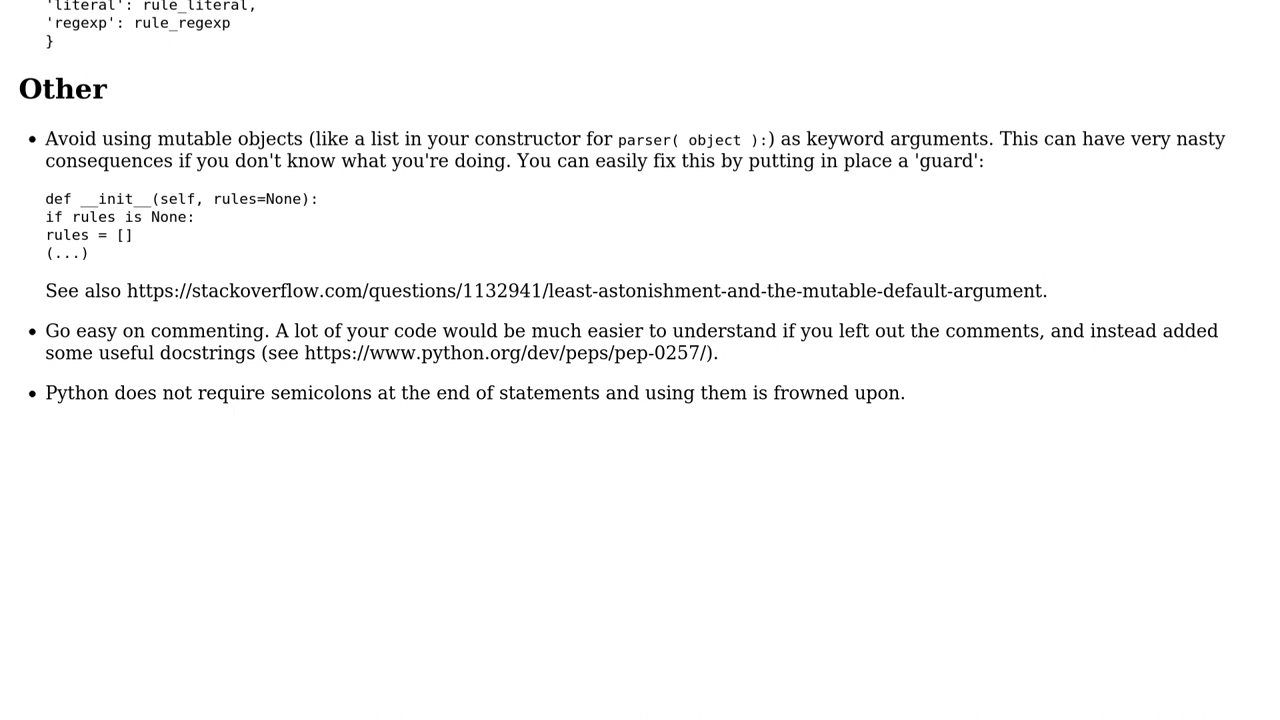 'literal': rule_literal,
'regexp': rule_regexp
}
Other
• Avoid using mutable objects (like a list in your constructor for parser( object ):) as keyword arguments. This can have very nasty
consequences if you don't know what you're doing. You can easily fix this by putting in place a 'guard':
def __init__(self, rules=None):
if rules is None:
rules = []
(...)
See also https://stackoverflow.com/questions/1132941/least-astonishment-and-the-mutable-default-argument.
• Go easy on commenting. A lot of your code would be much easier to understand if you left out the comments, and instead added
some useful docstrings (see https://www.python.org/dev/peps/pep-0257/).
• Python does not require semicolons at the end of statements and using them is frowned upon.